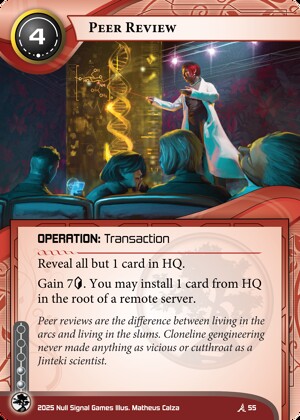 4
PEER REVIEW
OPERATION: Transaction
Reveal all but 1 card in HQ.
Gain 7. You may install 1 card from HQ
in the root of a remote server.
Peer reviews are the difference between living in the
arcs and living in the slums. Cloneline gengineering
never made anything as vicious or cutthroat as a
Jinteki scientist.
2025 Null Signal Games Illus. Matheus Calza
55